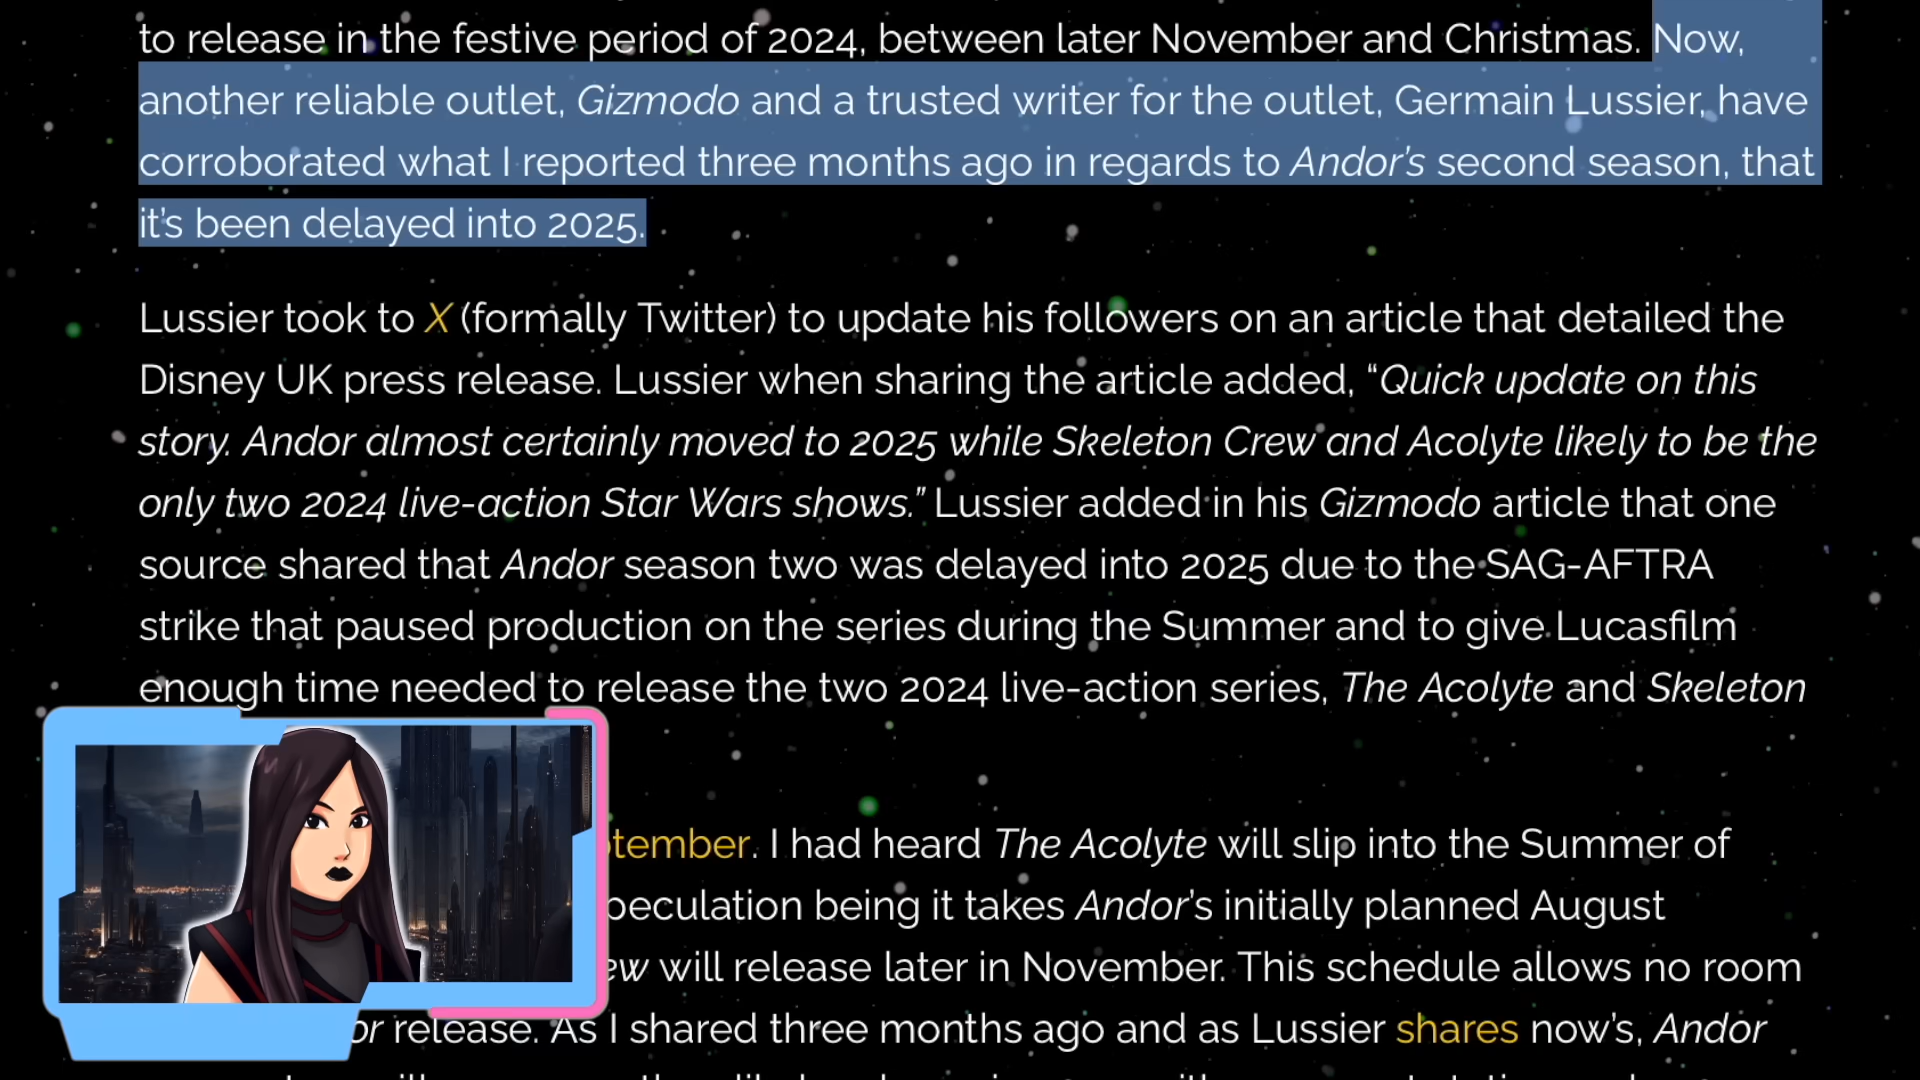 to release in the festive period of 2024, between later November and Christmas. Now,
another reliable outlet, Gizmodo and a trusted writer for the outlet, Germain Lussier, have
corroborated what I reported three months ago in regards to Andor’s second season, that
it’s been delayed into 2025.
Lussier took to X (formally Twitter) to update his followers on an article that detailed the
Disney UK press release. Lussier when sharing the article added, “Quick update on this
story. Andor almost certainly moved to 2025 while Skeleton Crew and Acolyte likely to be the
only two 2024 live-action Star Wars shows.” Lussier added in his Gizmodo article that one
source shared that Andor season two was delayed into 2025 due to the SAG-AFTRA
strike that paused production on the series during the Summer and to give Lucasfilm
enough time needed to release the two 2024 live-action series, The Acolyte and Skeleton
tember. I had heard The Acolyte will slip into the Summer of
peculation being it takes Andor’s initially planned August
ew will release later in November. This schedule allows no room
or release. As I shared three months ago and as Lussier shares now’s, Andor